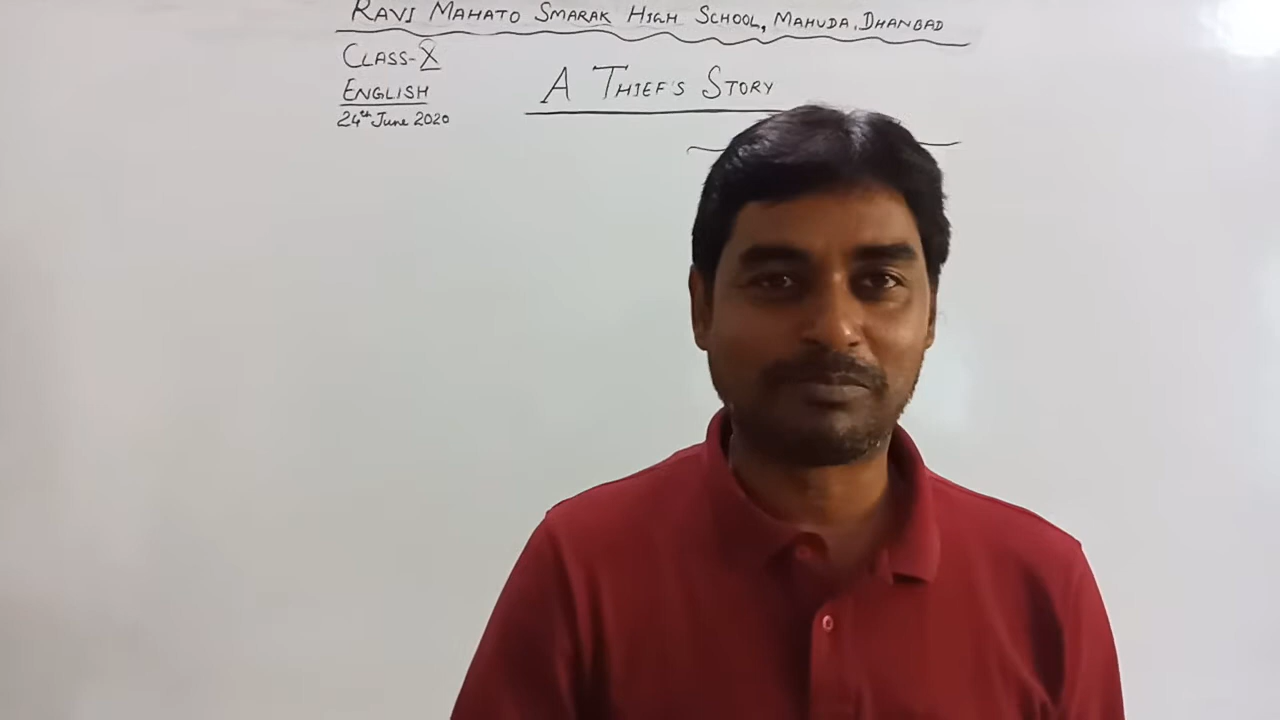 RAVI MAHATO SMARAK HIGH SCHOOL, MAHUDA, DHANBAD
CLASS-X
ENGLISH
24th June 2020
A THIEF'S STORY